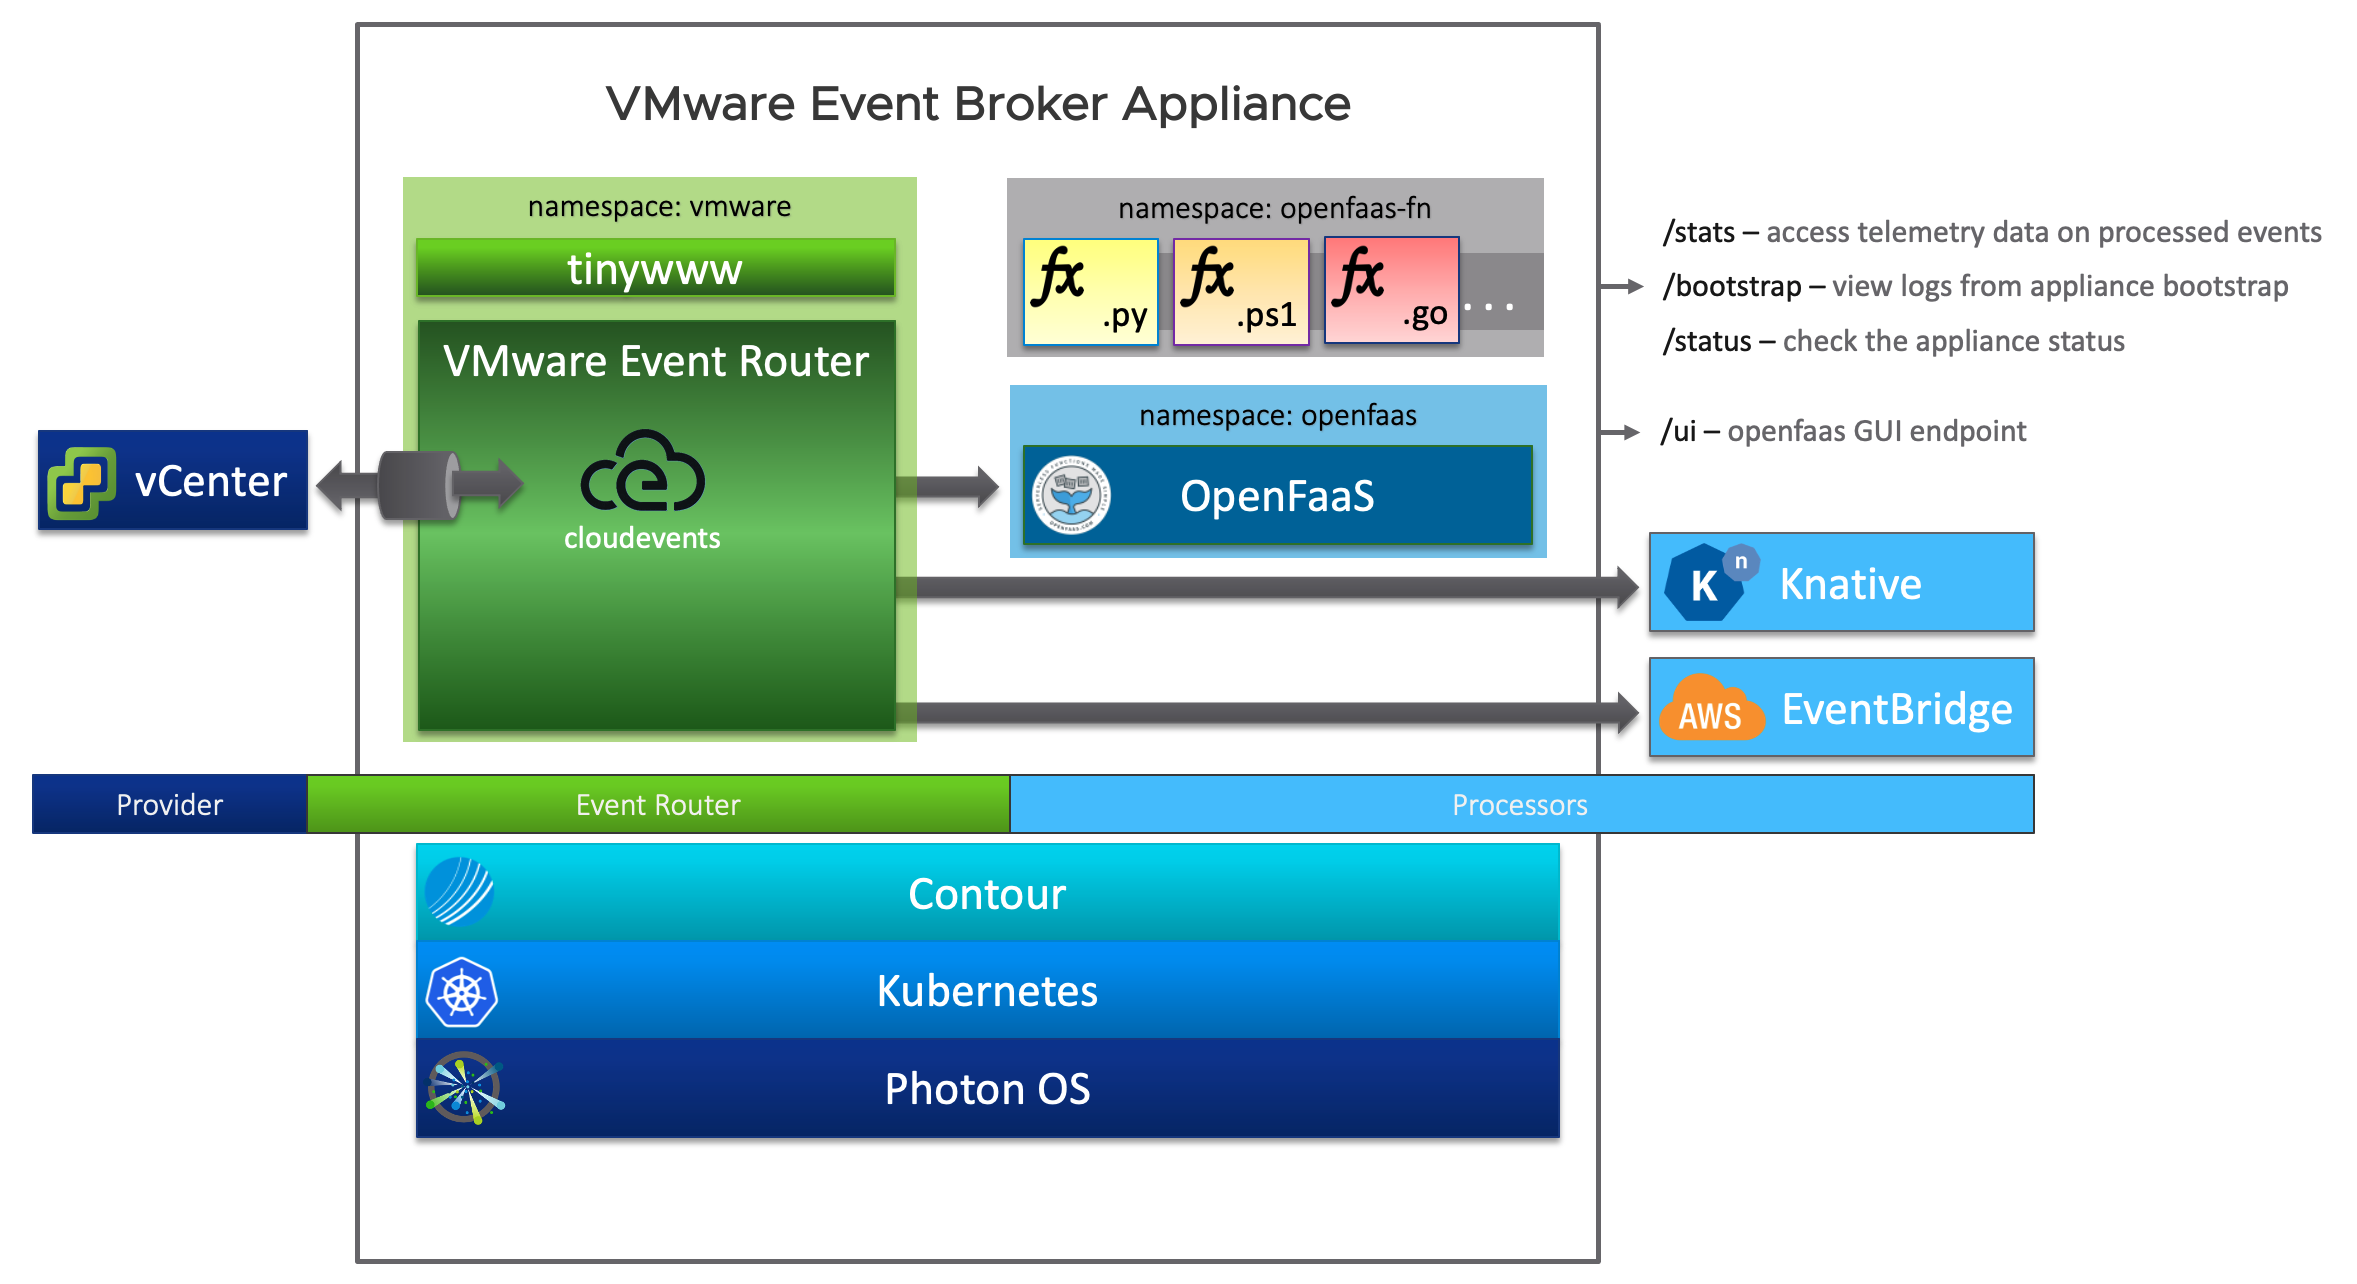 VMware Event Broker Appliance
namespace: vmware
tinywww
VMware Event Router
cloudevents
vCenter
namespace: openfaas-fn
fx .py
fx .ps1
fx .go
...
namespace: openfaas
OpenFaaS
/stats – access telemetry data on processed events
/bootstrap – view logs from appliance bootstrap
/status – check the appliance status
/ui – openfaas GUI endpoint
K n Knative
AWS EventBridge
Provider
Event Router
Processors
Contour
Kubernetes
Photon OS